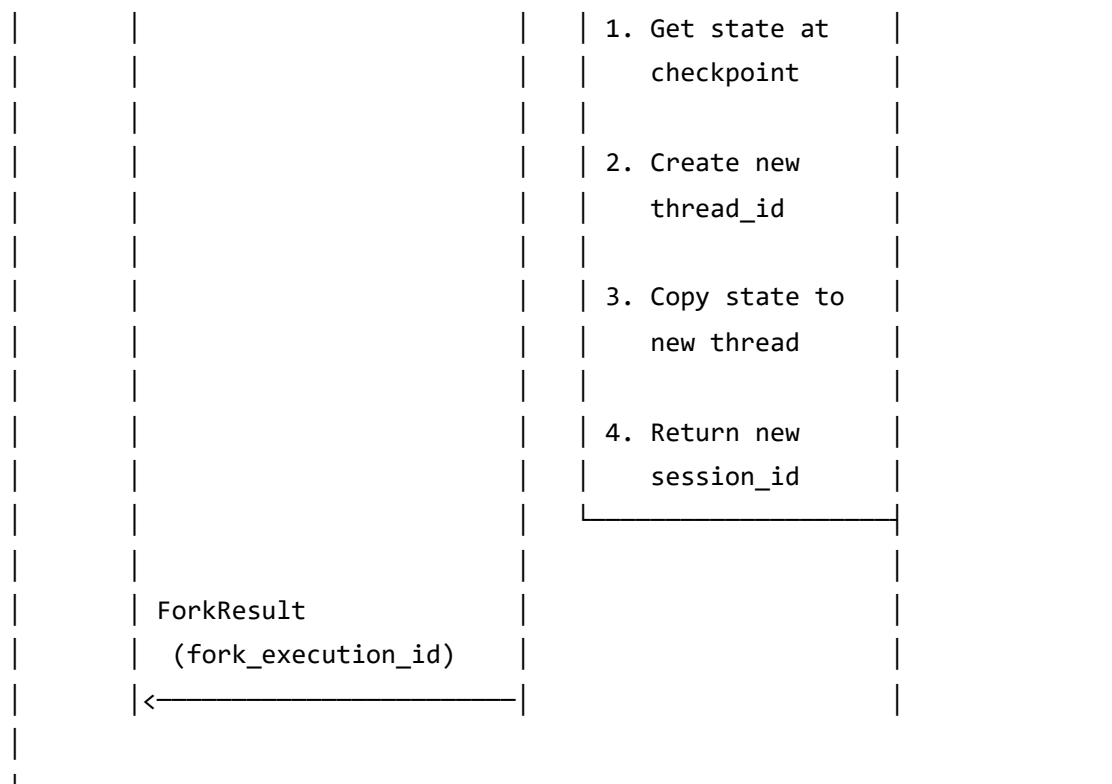 1. Get state at
checkpoint
2. Create new
thread_id
3. Copy state to
new thread
4. Return new
session_id
ForkResult
(fork_execution_id)